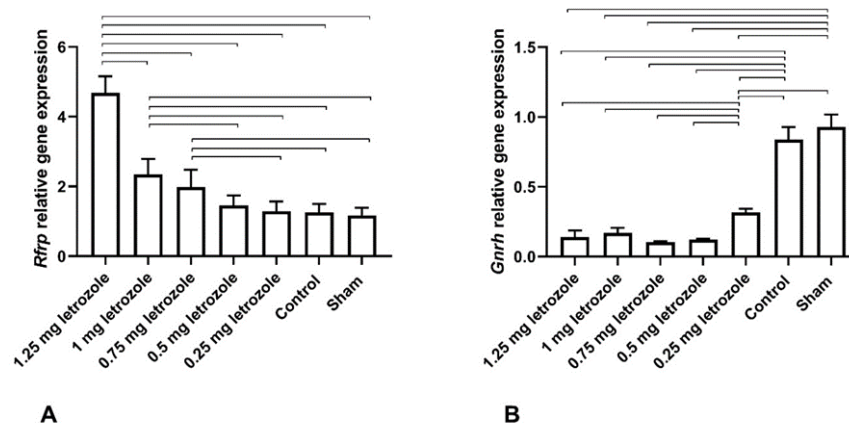 Rfrp relative gene expression
6
4
2
0
1.25 mg letrozole
1 mg letrozole
0.75 mg letrozole
0.5 mg letrozole
0.25 mg letrozole
Control
Sham
A
Gnrh relative gene expression
1.5
1.0
0.5
0.0
1.25 mg letrozole
1 mg letrozole
0.75 mg letrozole
0.5 mg letrozole
0.25 mg letrozole
Control
Sham
B